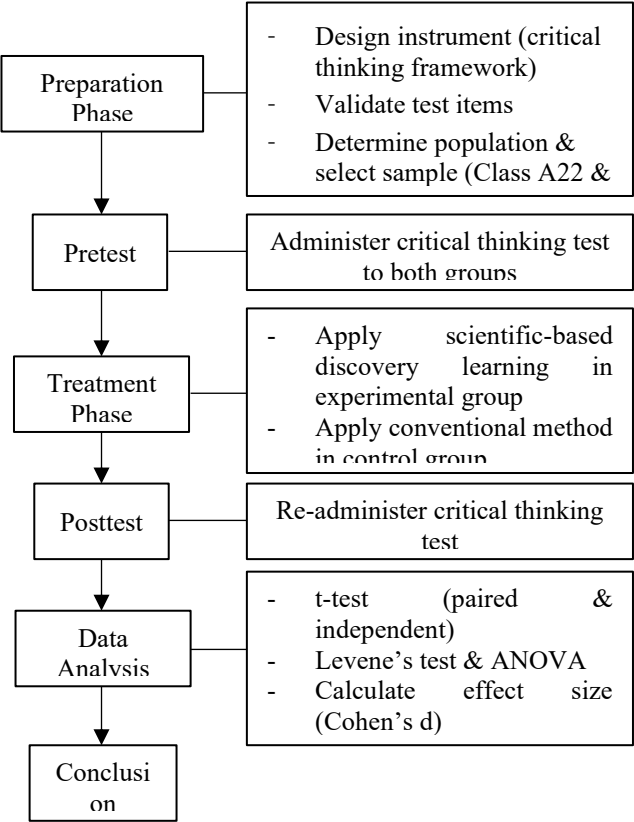 Preparation
Phase
- Design instrument (critical
thinking framework)
- Validate test items
- Determine population &
select sample (Class A22 &
Pretest
Administer critical thinking test
to both groups
Treatment
Phase
- Apply scientific-based
discovery learning in
experimental group
- Apply conventional method
in control group
Posttest
Re-administer critical thinking
test
Data
Analysis
- t-test (paired &
independent)
- Levene's test & ANOVA
- Calculate effect size
(Cohen's d)
Conclusi
on